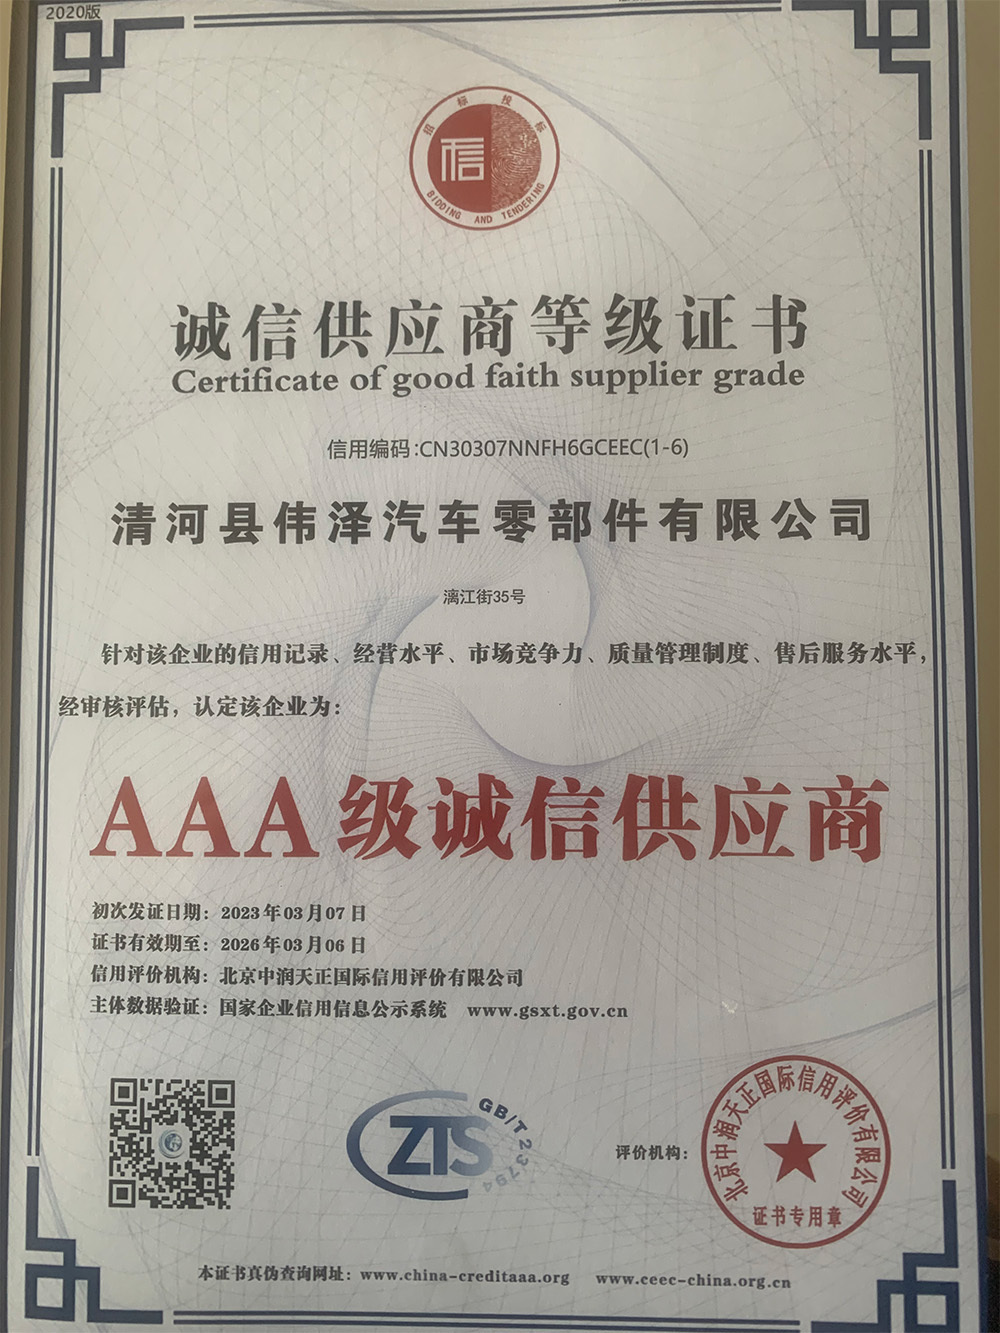 2020版
招标投标
信
BIDDING AND TENDERING
诚信供应商等级证书
Certificate of good faith supplier grade
信用编码:CN30307NNFH6GCEEC(1-6)
清河县伟泽汽车零部件有限公司
漓江街35号
针对该企业的信用记录、经营水平、市场竞争力、质量管理制度、售后服务水平，
经审核评估，认定该企业为：
AAA级诚信供应商
初次发证日期：2023年03月07日
证书有效期至：2026年03月06日
信用评价机构：北京中润天正国际信用评价有限公司
主体数据验证：国家企业信用信息公示系统 www.gsxt.gov.cn
ZTS
GB/T 23794
评价机构：
北京中润天正国际信用评价有限公司
证书专用章
本证书真伪查询网址：www.china-creditaaa.org www.ceec-china.org.cn